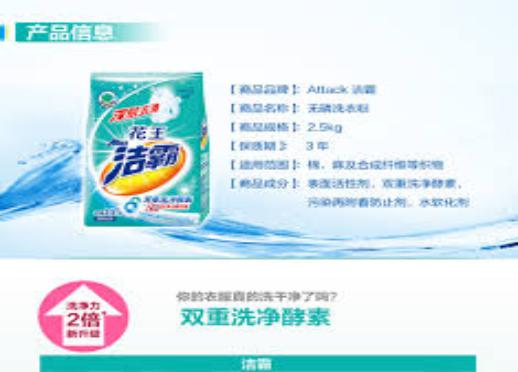 产品信息
【商品品牌】: Attack 洁霸
【商品名称】: 无磷洗衣粉
【商品规格】: 2.5kg
【保质期】: 3 年
【适用范围】: 棉、麻及合成纤维等织物
【商品成分】: 表面活性剂，双重洗净酵素，
污染再附着防止剂，水软化剂
深层洁净
花王
洁霸
你的衣服真的洗干净了吗?
洗净力
2倍
新升级
双重洗净酵素
洁霸